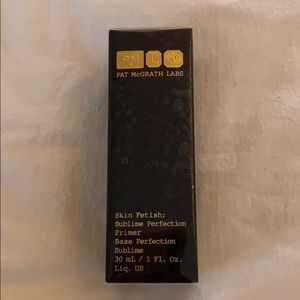 PAT McGRATH LABS
Skin Fetish:
Sublime Perfection
Primer
Base Perfection
Sublime
30 mL / 1 Fl. Oz.
Liq. US